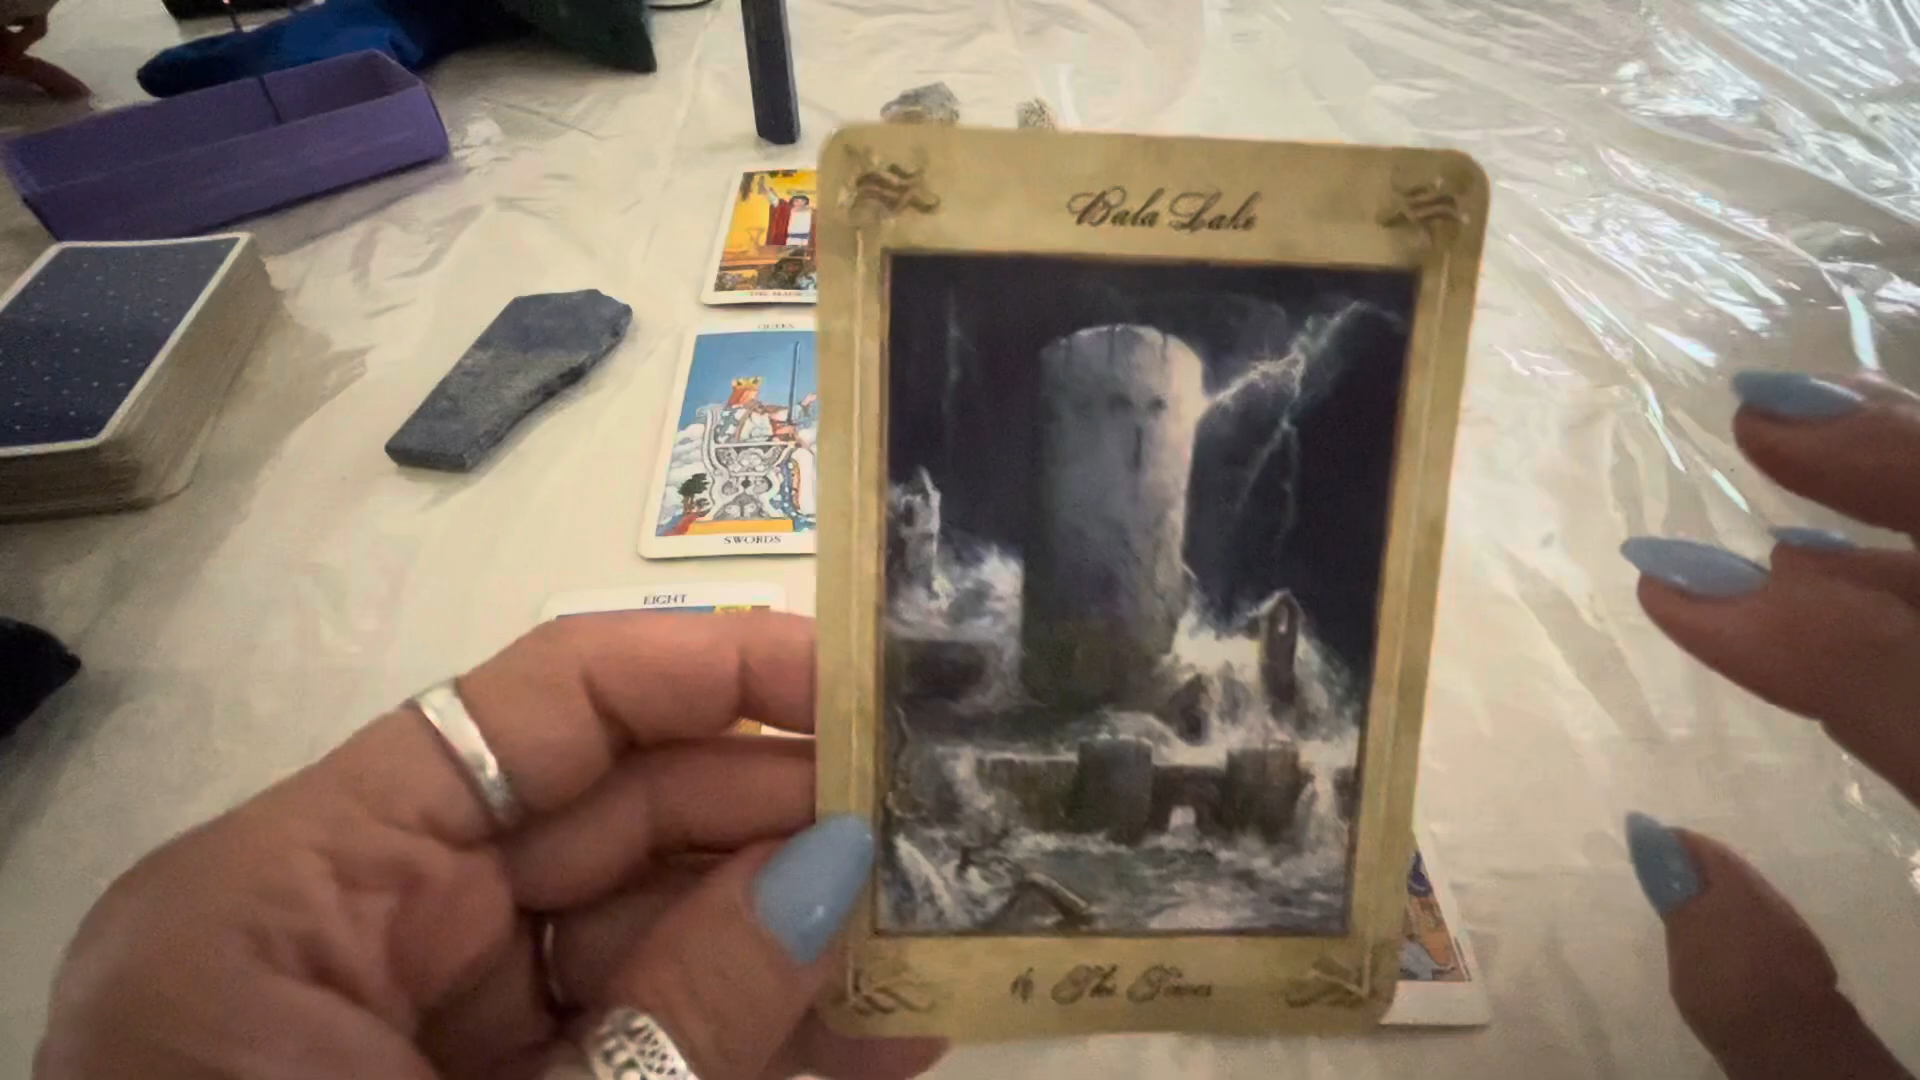 Bala Lake
QUEEN
SWORDS
EIGHT
The Tower